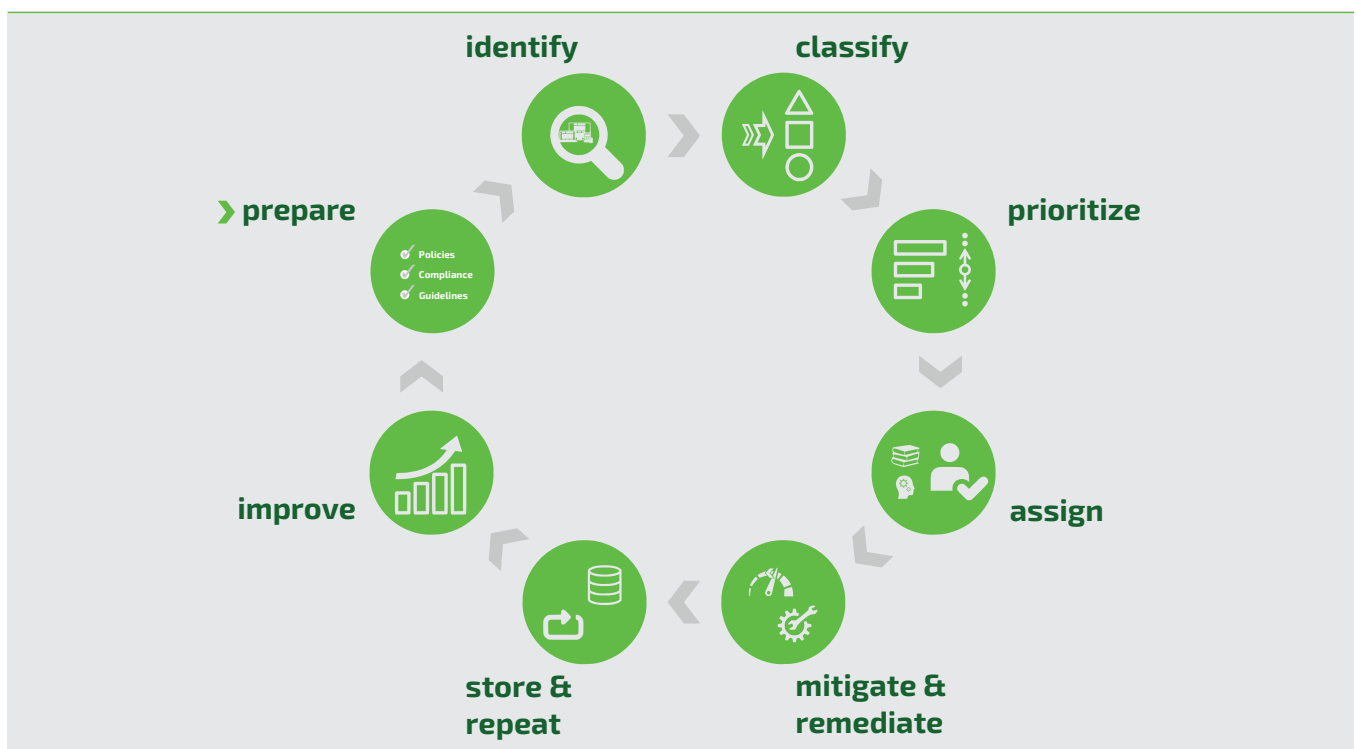 identify
classify
prepare
prioritize
Policies
Compliance
Guidelines
improve
assign
store &
repeat
mitigate &
remediate